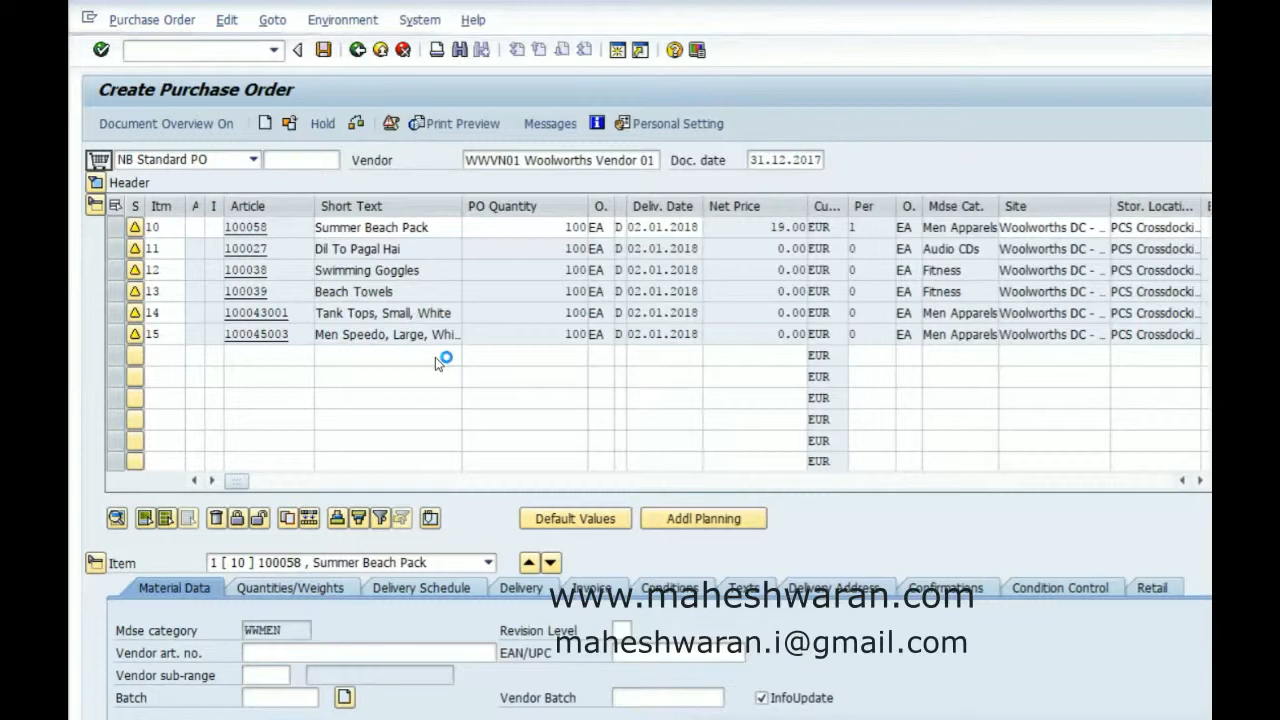 Purchase Order Edit Goto Environment System Help
Create Purchase Order
Document Overview On Hold Print Preview Messages Personal Setting
NB Standard PO Vendor WWVN01 Woolworths Vendor 01 Doc. date 31.12.2017
Header
S Itm A I Article Short Text PO Quantity O. Deliv. Date Net Price Cu... Per O. Mdse Cat. Site Stor. Locati...
10 100058 Summer Beach Pack 100 EA D 02.01.2018 19.00 EUR 1 EA Men Apparels Woolworths DC - ... PCS Crossdocki...
11 100027 Dil To Pagal Hai 100 EA D 02.01.2018 0.00 EUR 0 EA Audio CDs Woolworths DC - ... PCS Crossdocki...
12 100038 Swimming Goggles 100 EA D 02.01.2018 0.00 EUR 0 EA Fitness Woolworths DC - ... PCS Crossdocki...
13 100039 Beach Towels 100 EA D 02.01.2018 0.00 EUR 0 EA Fitness Woolworths DC - ... PCS Crossdocki...
14 100043001 Tank Tops, Small, White 100 EA D 02.01.2018 0.00 EUR 0 EA Men Apparels Woolworths DC - ... PCS Crossdocki...
15 100045003 Men Speedo, Large, Whi... 100 EA D 02.01.2018 0.00 EUR 0 EA Men Apparels Woolworths DC - ... PCS Crossdocki...
EUR
EUR
EUR
EUR
EUR
EUR
Default Values Addl Planning
Item 1 [ 10 ] 100058 , Summer Beach Pack
Material Data Quantities/Weights Delivery Schedule Delivery Invoice Conditions Texts Delivery Address Confirmations Condition Control Retail
www.maheshwaran.com
Mdse category WWMEN Revision Level
maheshwaran.i@gmail.com
Vendor art. no. EAN/UPC
Vendor sub-range
Batch Vendor Batch InfoUpdate